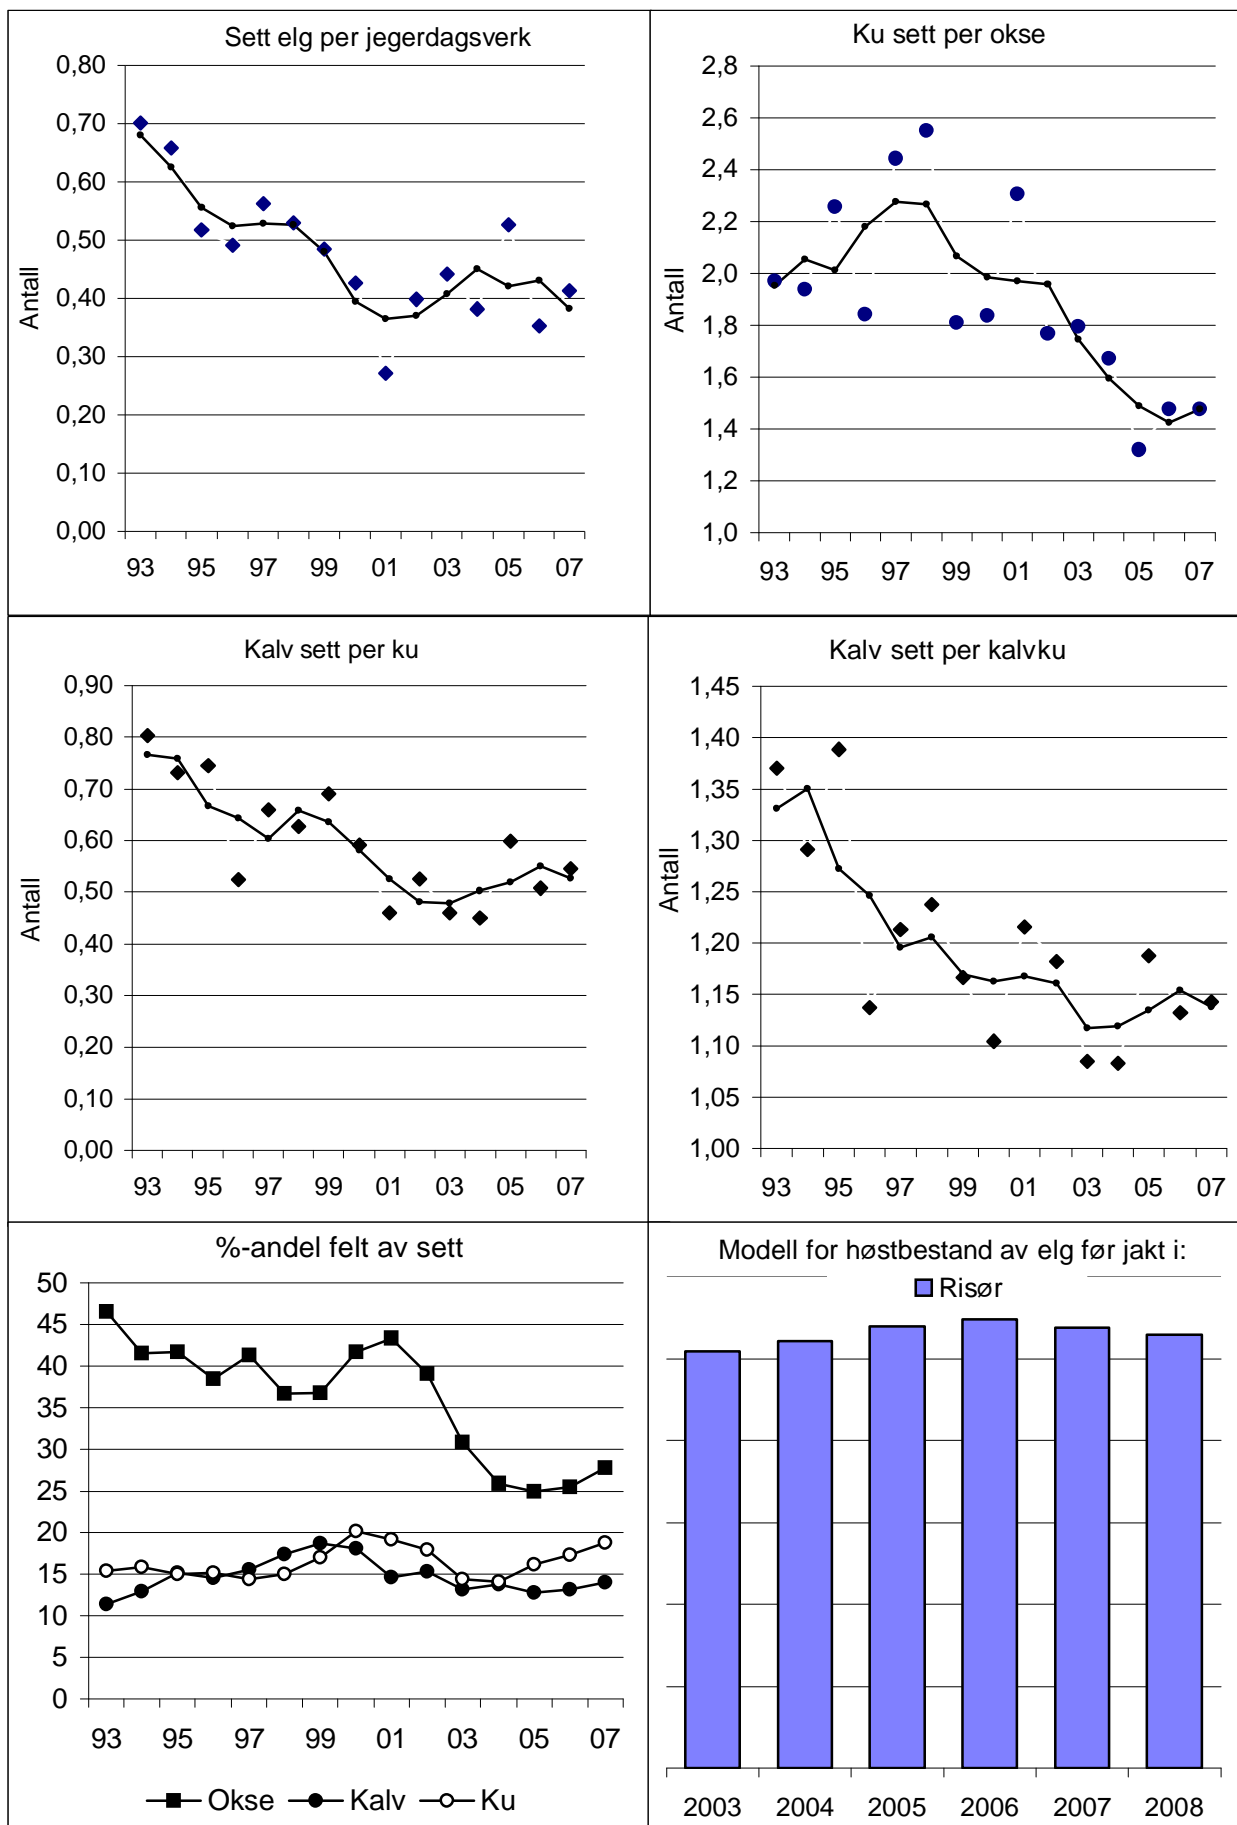 Sett elg per jegerdagsverk
0,80
0,70
0,60
0,50
0,40
0,30
0,20
0,10
0,00
Antall
93 95 97 99 01 03 05 07
Ku sett per okse
2,8
2,6
2,4
2,2
2,0
1,8
1,6
1,4
1,2
1,0
Antall
93 95 97 99 01 03 05 07
Kalv sett per ku
0,90
0,80
0,70
0,60
0,50
0,40
0,30
0,20
0,10
0,00
Antall
93 95 97 99 01 03 05 07
Kalv sett per kalvku
1,45
1,40
1,35
1,30
1,25
1,20
1,15
1,10
1,05
1,00
Antall
93 95 97 99 01 03 05 07
%-andel felt av sett
50
45
40
35
30
25
20
15
10
5
0
93 95 97 99 01 03 05 07
Okse Kalv Ku
Modell for høstbestand av elg før jakt i:
Risør
2003 2004 2005 2006 2007 2008